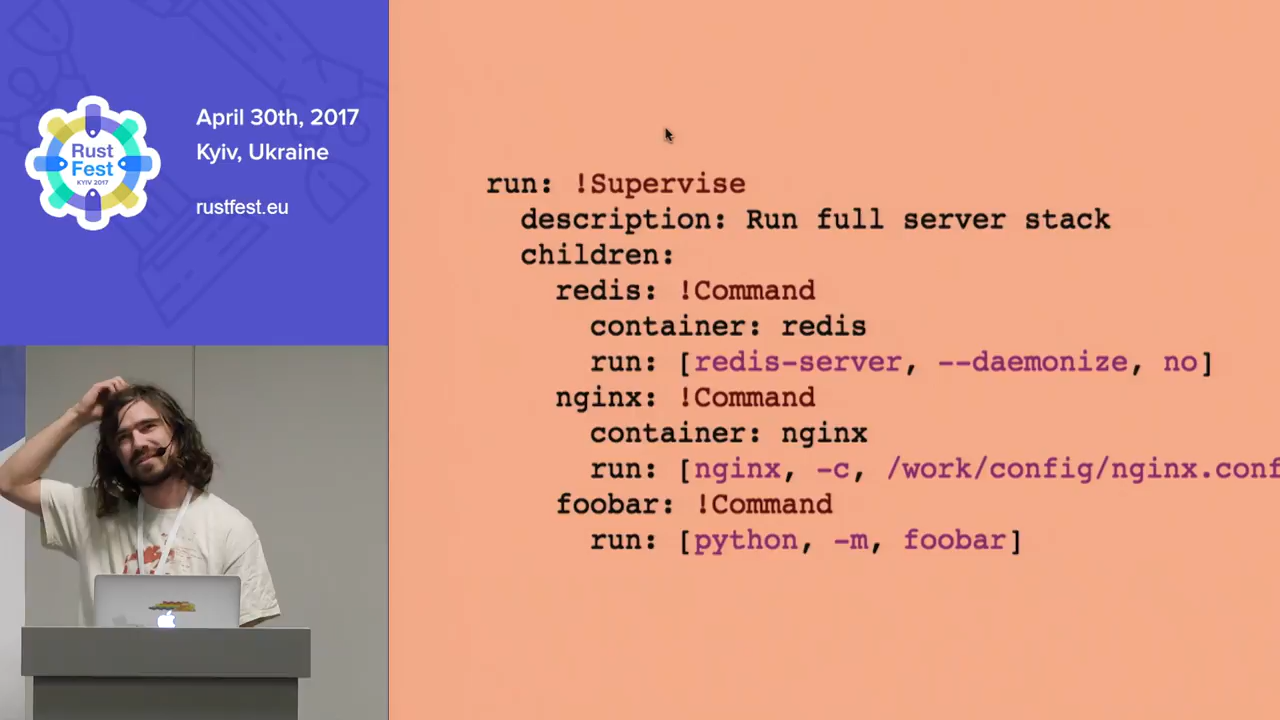 April 30th, 2017
Kyiv, Ukraine
rustfest.eu
Rust
Fest
KYIV 2017
run: !Supervise
description: Run full server stack
children:
redis: !Command
container: redis
run: [redis-server, --daemonize, no]
nginx: !Command
container: nginx
run: [nginx, -c, /work/config/nginx.conf
foobar: !Command
run: [python, -m, foobar]